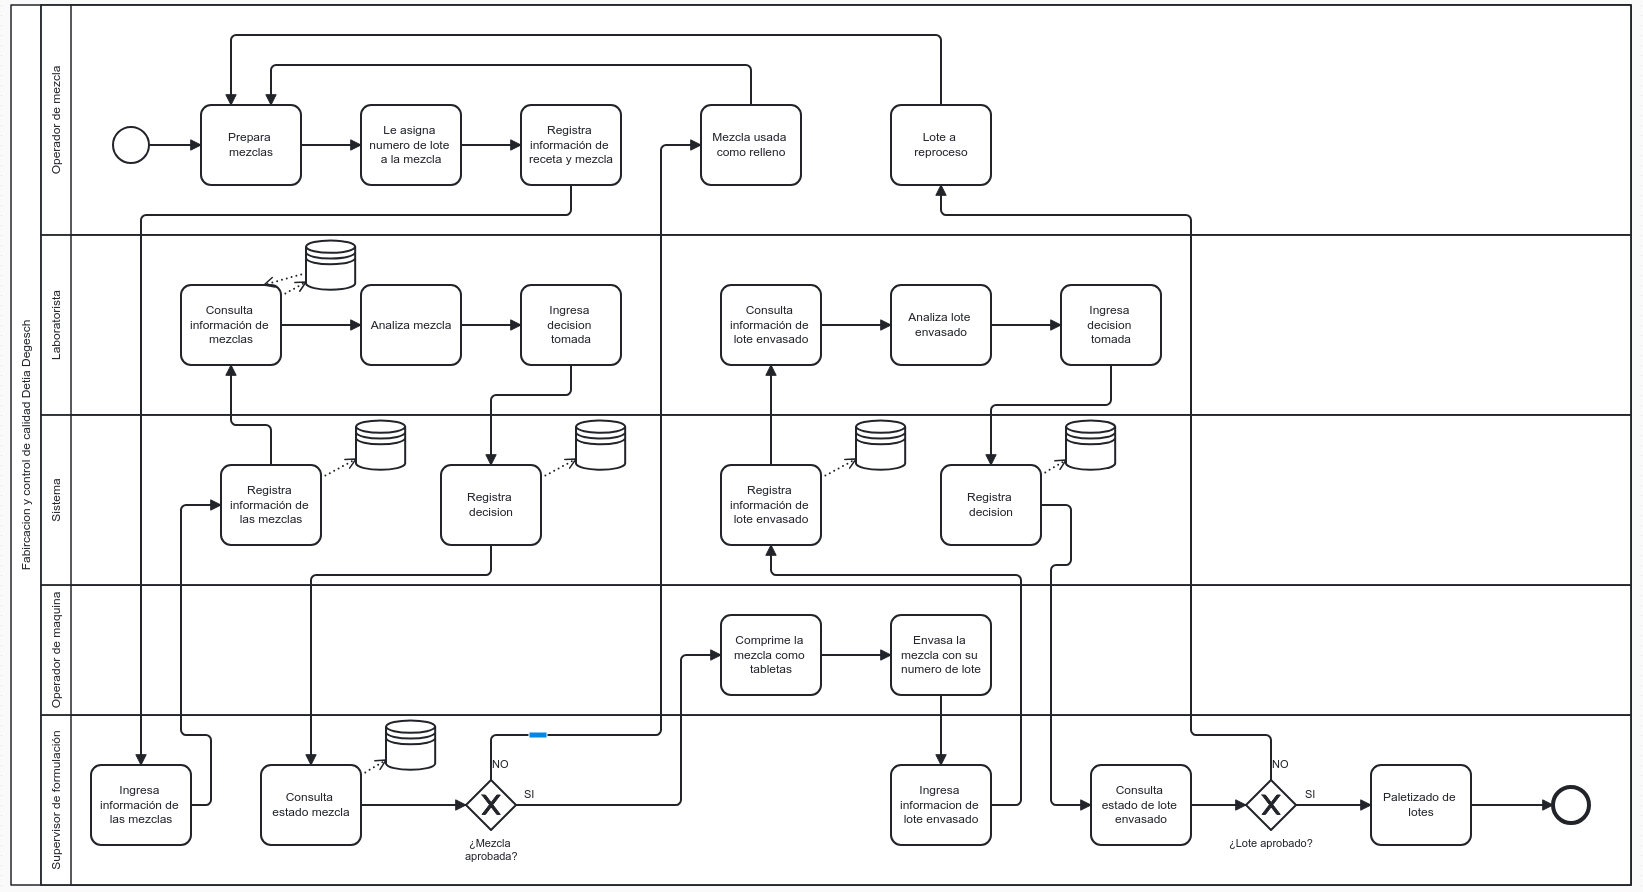 Fabircacion y control de calidad Detia Degesch
Operador de mezcla
Prepara
mezclas
Le asigna
numero de lote
a la mezcla
Registra
información de
receta y mezcla
Mezcla usada
como relleno
Lote a
reproceso
Laboratorista
Consulta
información de
mezclas
Analiza mezcla
Ingresa
decision
tomada
Consulta
información de
lote envasado
Analiza lote
envasado
Ingresa
decision
tomada
Sistema
Registra
información de
las mezclas
Registra
decision
Registra
información de
lote envasado
Registra
decision
Operador de maquina
Comprime la
mezcla como
tabletas
Envasa la
mezcla con su
numero de lote
Supervisor de formulación
Ingresa
información de
las mezclas
Consulta
estado mezcla
NO
SI
¿Mezcla
aprobada?
Ingresa
informacion de
lote envasado
Consulta
estado de lote
envasado
NO
SI
¿Lote aprobado?
Paletizado de
lotes